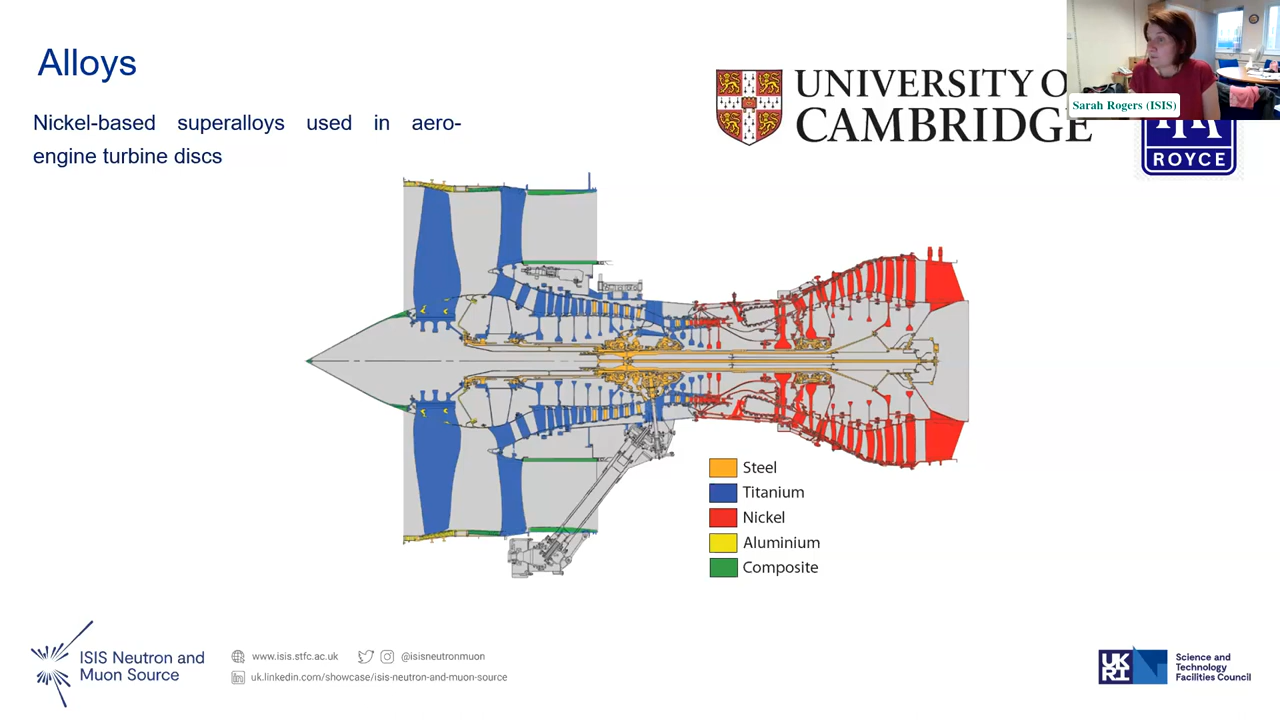 Alloys
Nickel-based superalloys used in aero-
engine turbine discs
UNIVERSITY O
CAMBRIDGE
Sarah Rogers (ISIS)
ROYCE
Steel
Titanium
Nickel
Aluminium
Composite
ISIS Neutron and
Muon Source
www.isis.stfc.ac.uk
@isisneutronmuon
uk.linkedin.com/showcase/isis-neutron-and-muon-source
UK
RI
Science and
Technology
Facilities Council